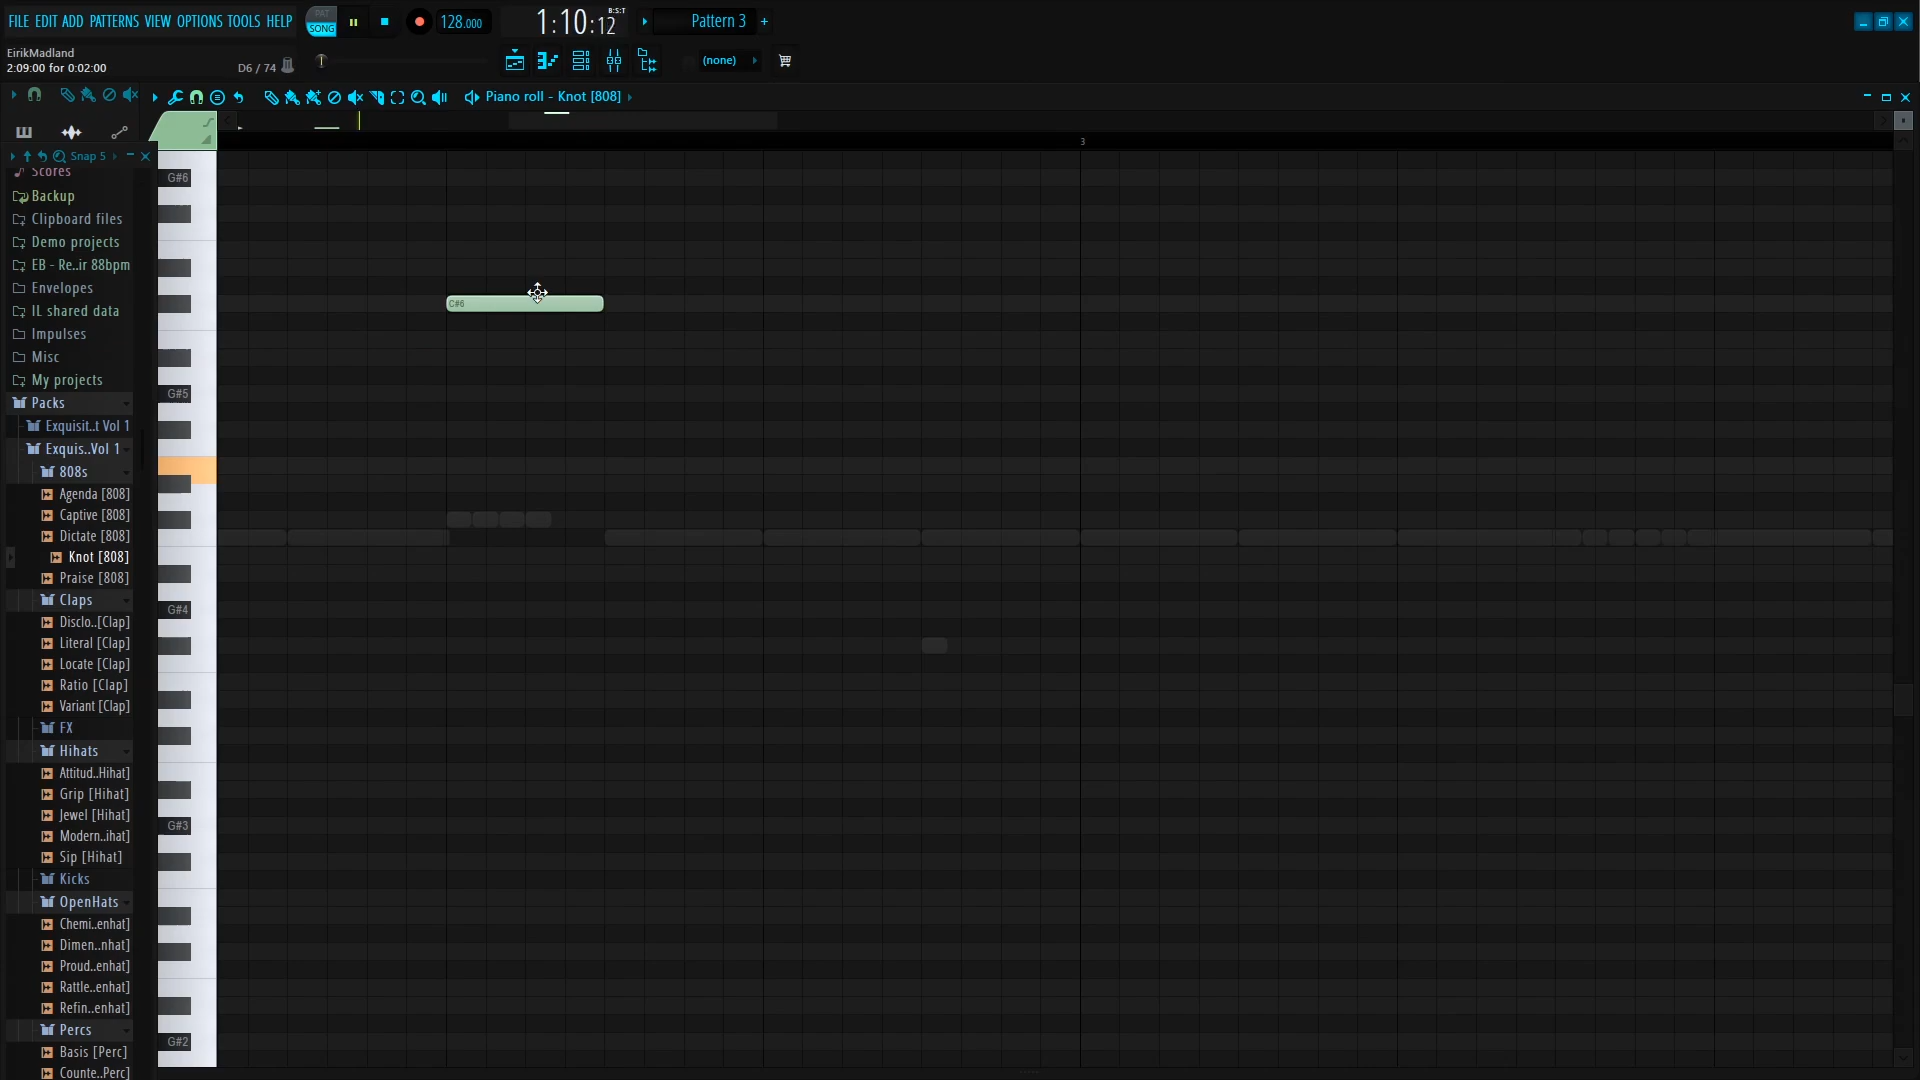 FILE EDIT ADD PATTERNS VIEW OPTIONS TOOLS HELP
PAT
SONG
128.000
1:10:12
B:S:T
Pattern 3
EirikMadland
2:09:00 for 0:02:00
D6 / 74
(none)
Piano roll - Knot [808]
3
Snap 5
Scores
Backup
Clipboard files
Demo projects
EB - Re..ir 88bpm
Envelopes
IL shared data
Impulses
Misc
My projects
Packs
Exquisit..t Vol 1
Exquis..Vol 1
808s
Agenda [808]
Captive [808]
Dictate [808]
Knot [808]
Praise [808]
Claps
Disclo..[Clap]
Literal [Clap]
Locate [Clap]
Ratio [Clap]
Variant [Clap]
FX
Hihats
Attitud..Hihat]
Grip [Hihat]
Jewel [Hihat]
Modern..ihat]
Sip [Hihat]
Kicks
OpenHats
Chemi..enhat]
Dimen..nhat]
Proud..enhat]
Rattle..enhat]
Refin..enhat]
Percs
Basis [Perc]
Counte..Perc]
G#6
C#6
G#5
G#4
G#3
G#2